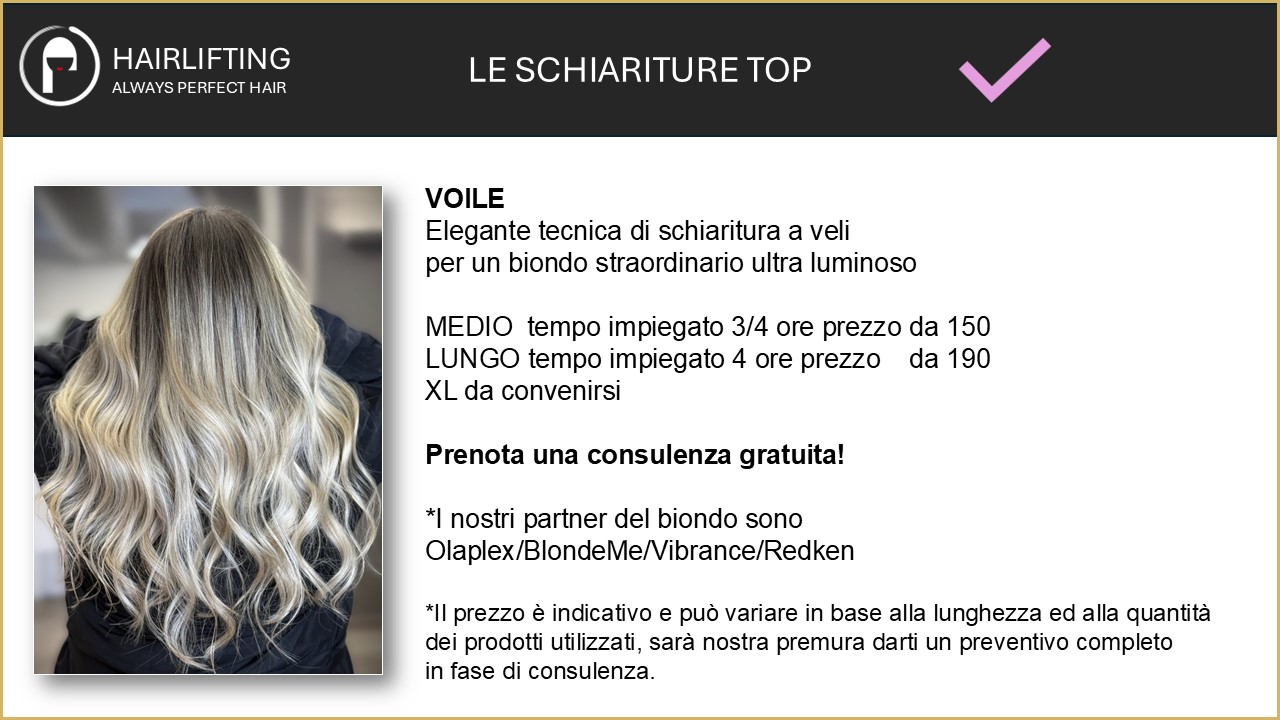 HAIRLIFTING
ALWAYS PERFECT HAIR
LE SCHIARITURE TOP
VOILE
Elegante tecnica di schiaritura a veli
per un biondo straordinario ultra luminoso
MEDIO tempo impiegato 3/4 ore prezzo da 150
LUNGO tempo impiegato 4 ore prezzo da 190
XL da convenirsi
Prenota una consulenza gratuita!
*I nostri partner del biondo sono
Olaplex/BlondeMe/Vibrance/Redken
*Il prezzo è indicativo e può variare in base alla lunghezza ed alla quantità
dei prodotti utilizzati, sarà nostra premura darti un preventivo completo
in fase di consulenza.